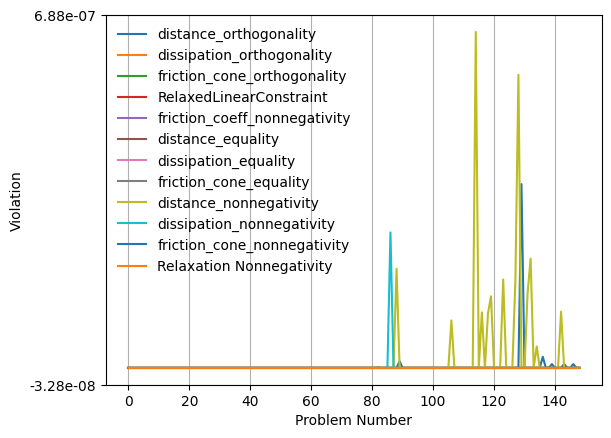 6.88e-07
distance_orthogonality
dissipation_orthogonality
friction_cone_orthogonality
RelaxedLinearConstraint
friction_coeff_nonnegativity
distance_equality
dissipation_equality
friction_cone_equality
distance_nonnegativity
dissipation_nonnegativity
friction_cone_nonnegativity
Relaxation Nonnegativity
Violation
-3.28e-08
0 20 40 60 80 100 120 140
Problem Number